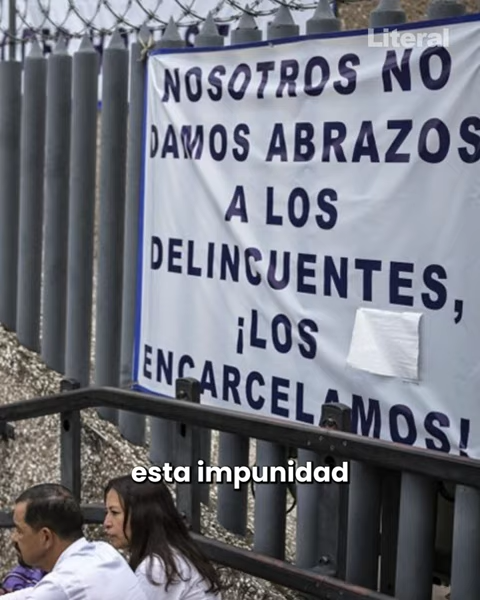 Literal
NOSOTROS NO
DAMOS ABRAZOS
A LOS
DELINCUENTES,
¡LOS
ENCARCELAMOS!
esta impunidad